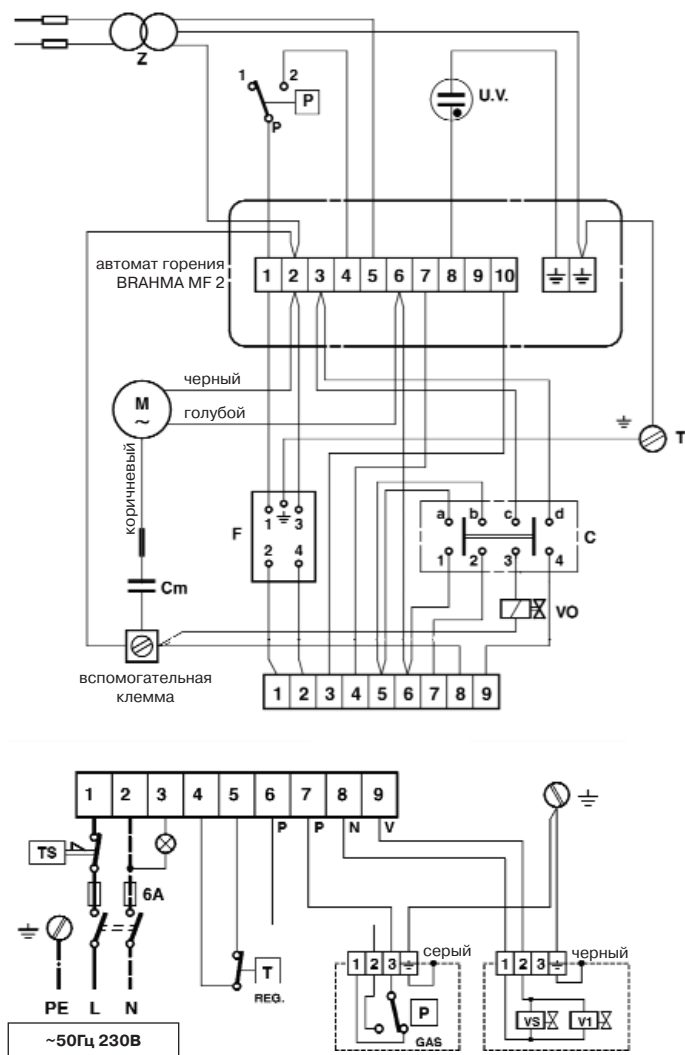 Z
1 2
P
P
U.V.
автомат горения
BRAHMA MF 2
1 2 3 4 5 6 7 8 9 10
черный
M
~
голубой
коричневый
T
F
1 3
2 4
a b c d
C
1 2 3 4
Cm
VO
вспомогательная
клемма
1 2 3 4 5 6 7 8 9
1 2 3 4 5 6 7 8 9
P P N V
TS
6A
серый
черный
1 2 3
1 2 3
T
REG.
P
GAS
VS V1
PE L N
~50Гц 230В